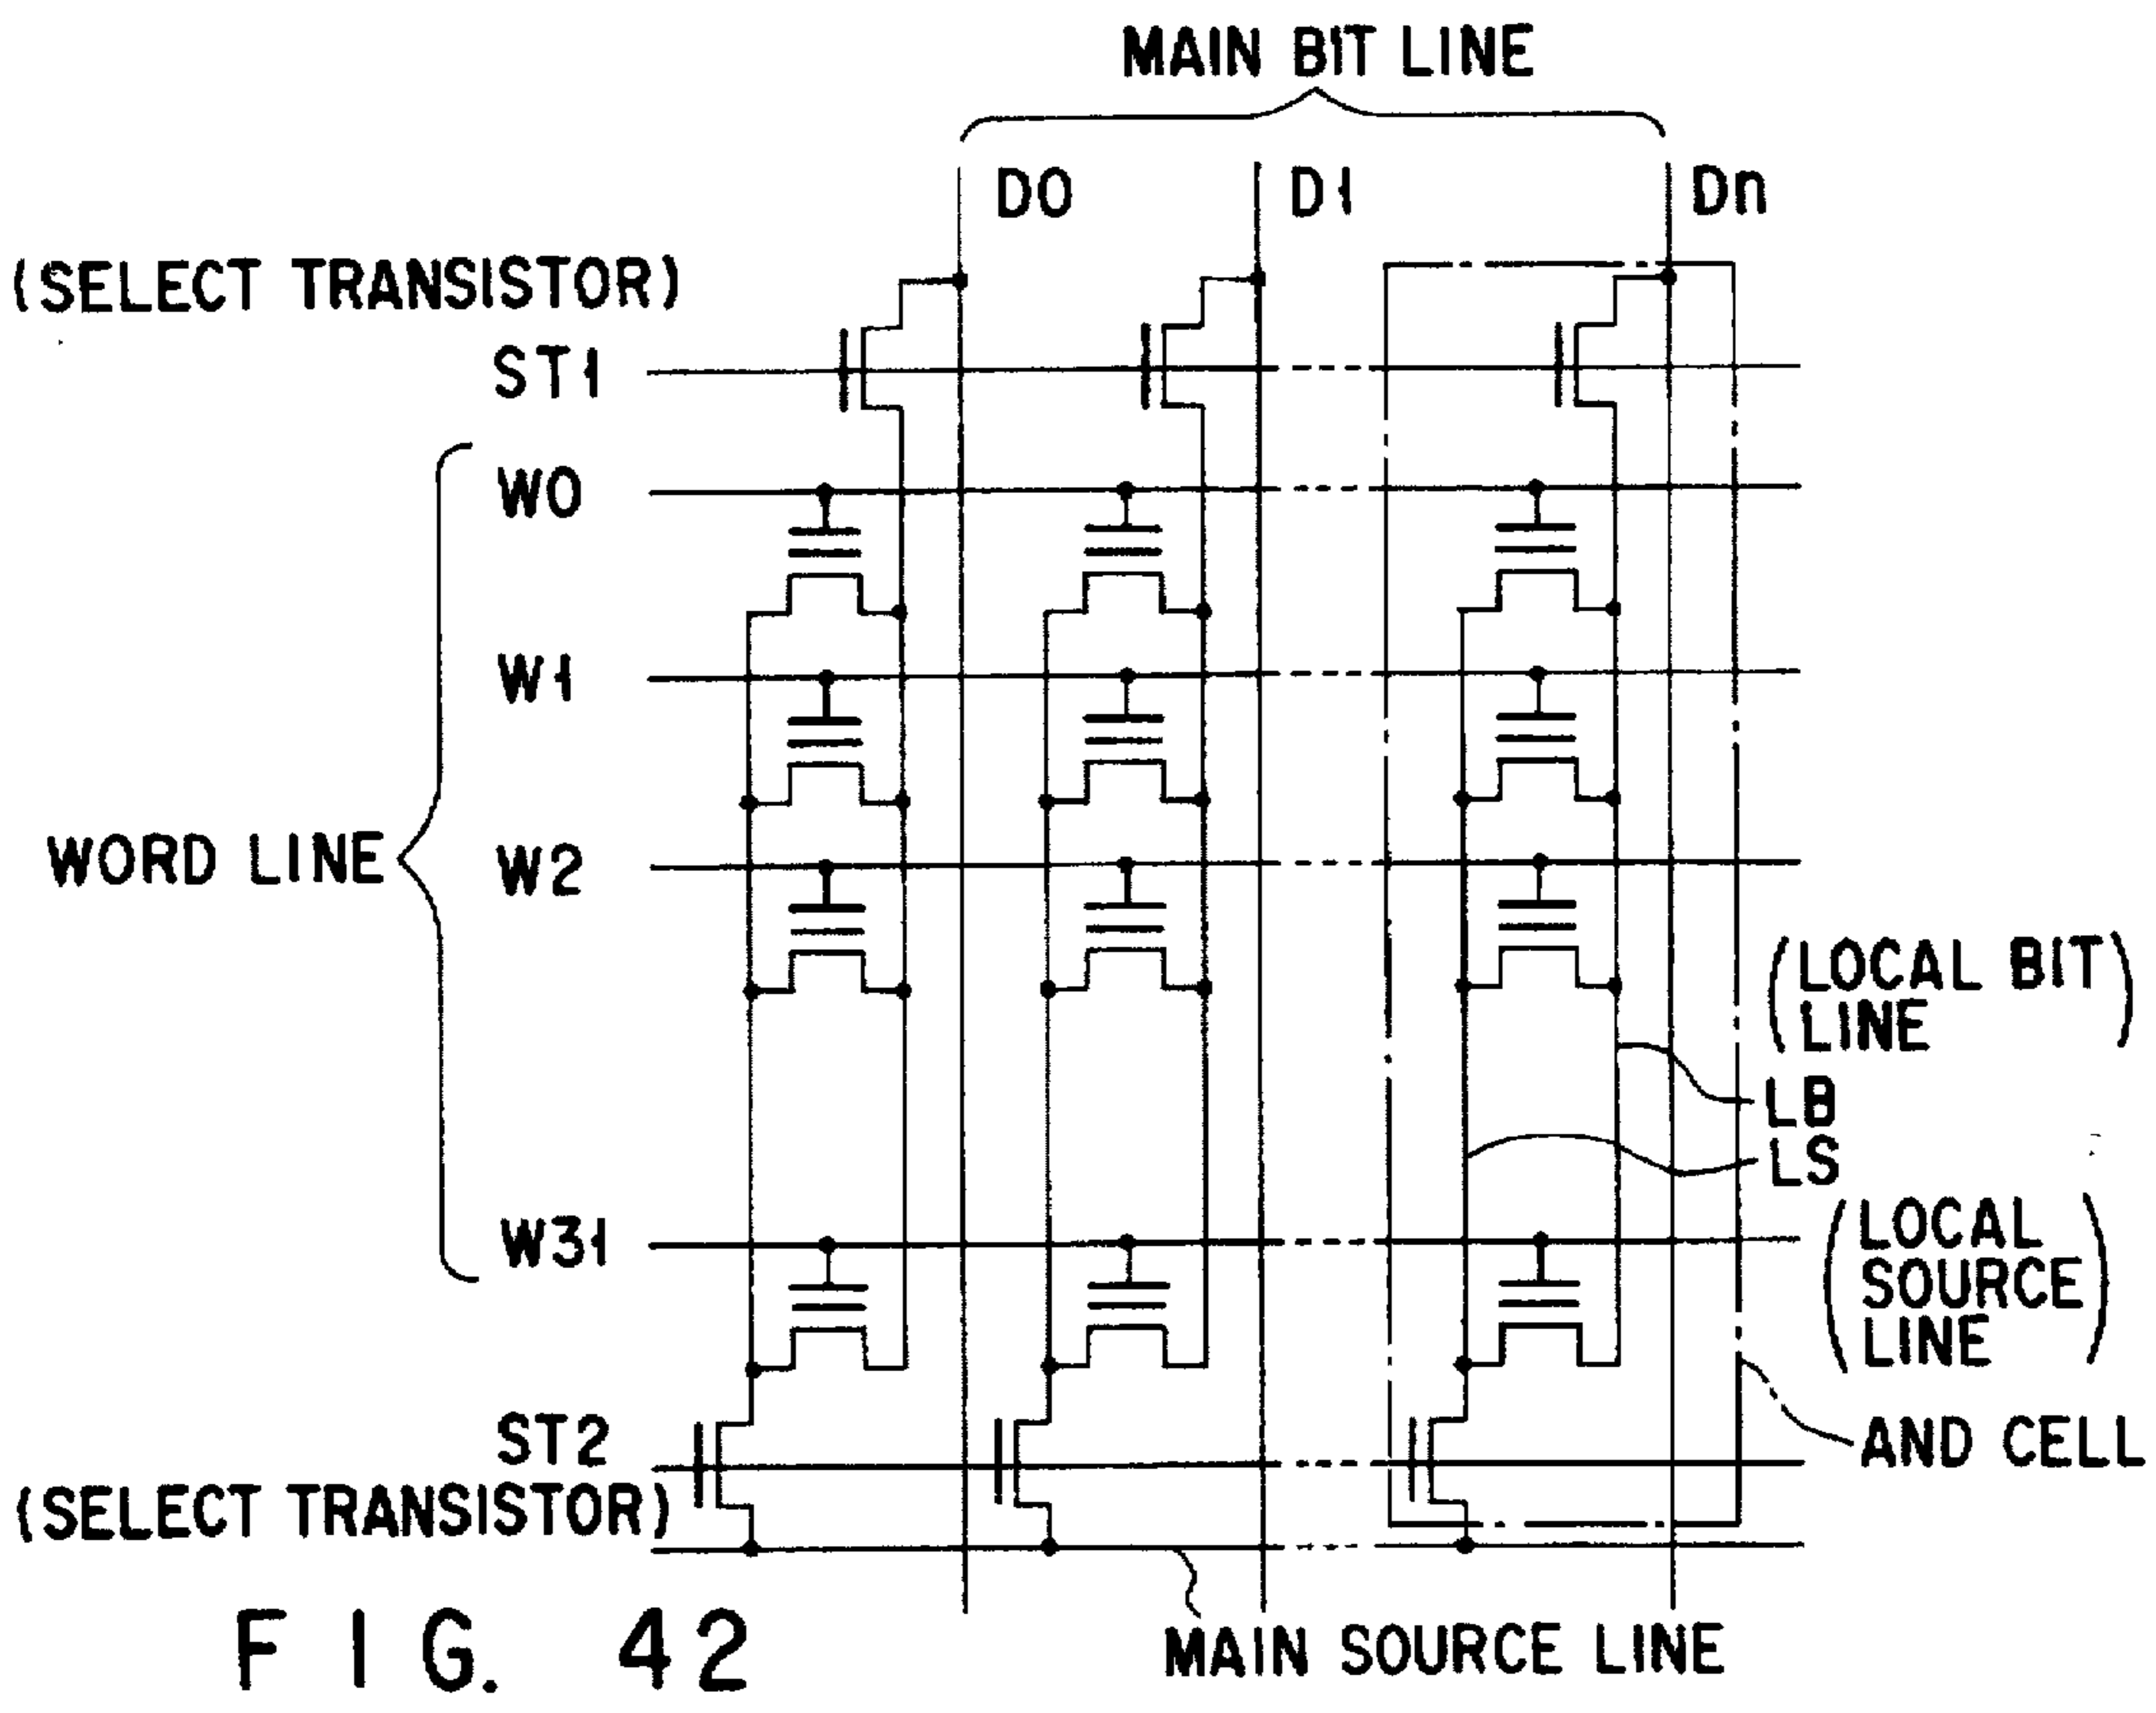 MAIN BIT LINE
D0 D1 Dn
(SELECT TRANSISTOR)
ST1
W0
W1
WORD LINE
W2
(LOCAL BIT
LINE)
LB
LS
W31
(LOCAL
SOURCE
LINE)
ST2
AND CELL
(SELECT TRANSISTOR)
MAIN SOURCE LINE
FIG. 42